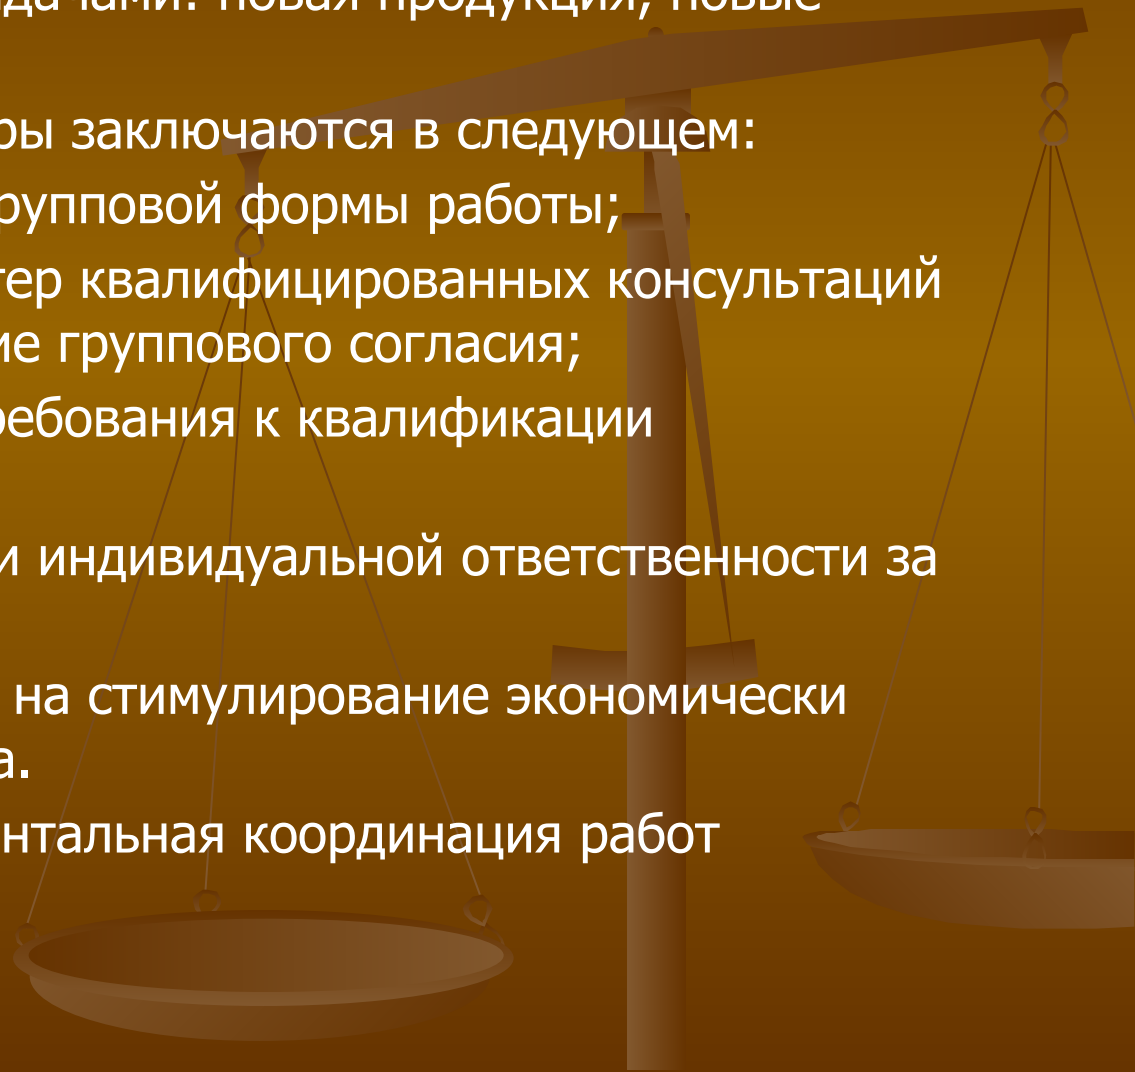 дачами: новая продукция, новые
ры заключаются в следующем:
рупповой формы работы;
тер квалифицированных консультаций
ие группового согласия;
ребования к квалификации
и индивидуальной ответственности за
на стимулирование экономически
а.
нтальная координация работ